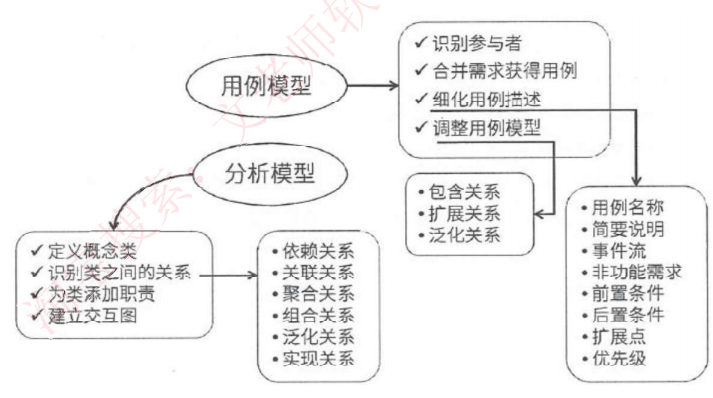 用例模型
✓ 识别参与者
✓ 合并需求获得用例
✓ 细化用例描述
✓ 调整用例模型
分析模型
• 包含关系
• 扩展关系
• 泛化关系
• 用例名称
• 简要说明
• 事件流
• 非功能需求
• 前置条件
• 后置条件
• 扩展点
• 优先级
✓ 定义概念类
✓ 识别类之间的关系
✓ 为类添加职责
✓ 建立交互图
• 依赖关系
• 关联关系
• 聚合关系
• 组合关系
• 泛化关系
• 实现关系